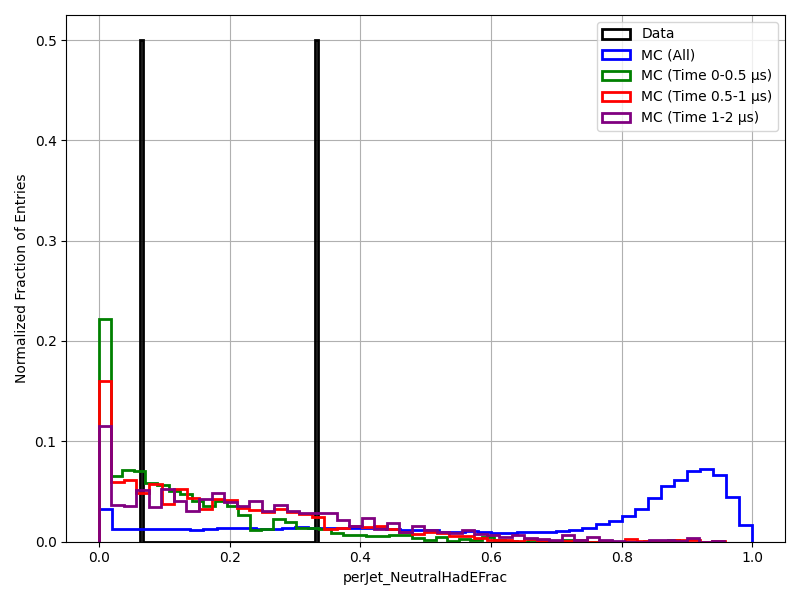 Data
MC (All)
MC (Time 0-0.5 μs)
MC (Time 0.5-1 μs)
MC (Time 1-2 μs)
Normalized Fraction of Entries
0.5
0.4
0.3
0.2
0.1
0.0
0.0 0.2 0.4 0.6 0.8 1.0
perJet_NeutralHadEFrac